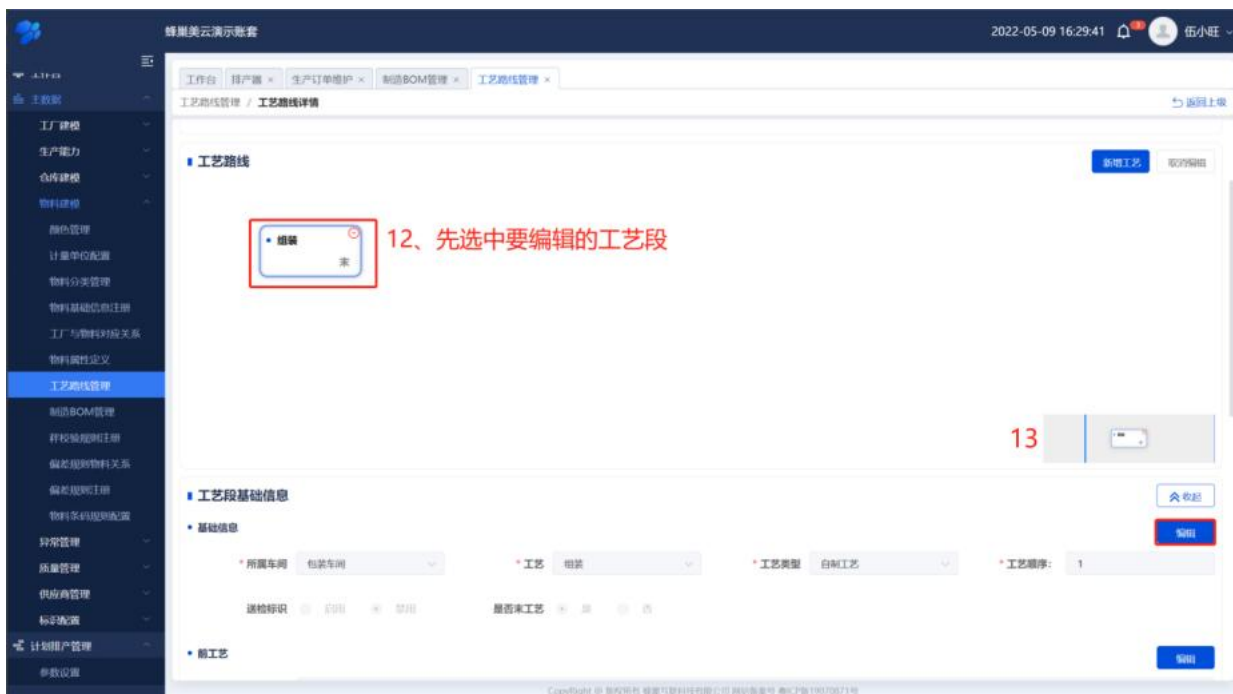 蜂巢美云演示账套
2022-05-09 16:29:41
伍小旺
主数据
工作台 排产器 × 生产订单维护 × 制造BOM管理 × 工艺路线管理 ×
工艺路线管理 / 工艺路线详情
返回上级
工厂建模
生产能力
仓库建模
物料建模
颜色管理
计量单位配置
物料分类管理
物料基础信息注册
工厂与物料对应关系
物料属性定义
工艺路线管理
制造BOM管理
秤校验规则注册
偏差规则物料关系
偏差规则注册
物料条码规则配置
异常管理
质量管理
供应商管理
标识配置
计划排产管理
参数设置
工艺路线
新增工艺 取消编辑
组装
末
12、先选中要编辑的工艺段
13
工艺段基础信息
收起
基础信息
编辑
* 所属车间 包装车间
* 工艺 组装
* 工艺类型 自制工艺
* 工艺顺序: 1
送检标识 启用 禁用
是否末工艺 是 否
前工艺
编辑